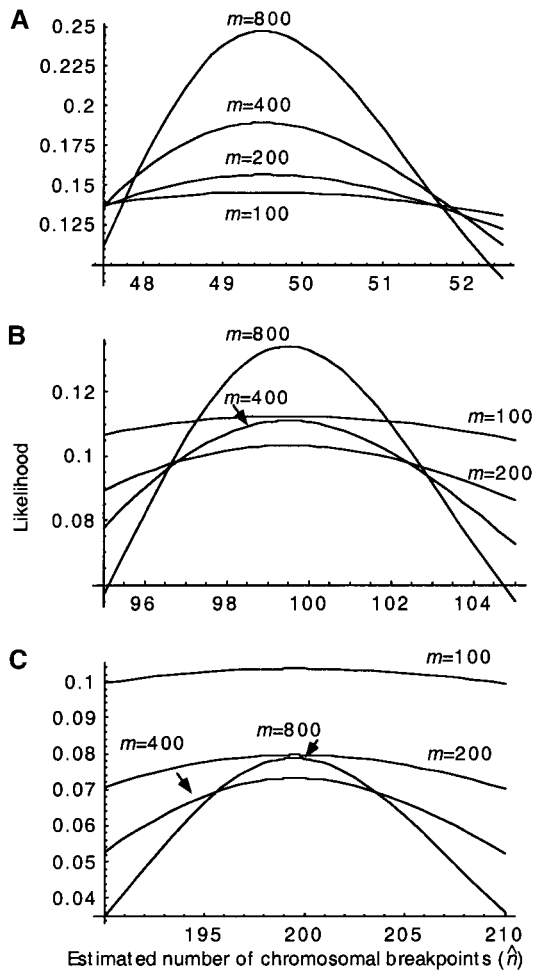 A
m=800
0.25
0.225
0.2
m=400
0.175
m=200
0.15
m=100
0.125
48 49 50 51 52
B
m=800
0.12
m=400
m=100
0.1
m=200
0.08
Likelihood
96 98 100 102 104
C
m=100
0.1
0.09
m=800
m=400
m=200
0.08
0.07
0.06
0.05
0.04
195 200 205 210
Estimated number of chromosomal breakpoints (n̂)